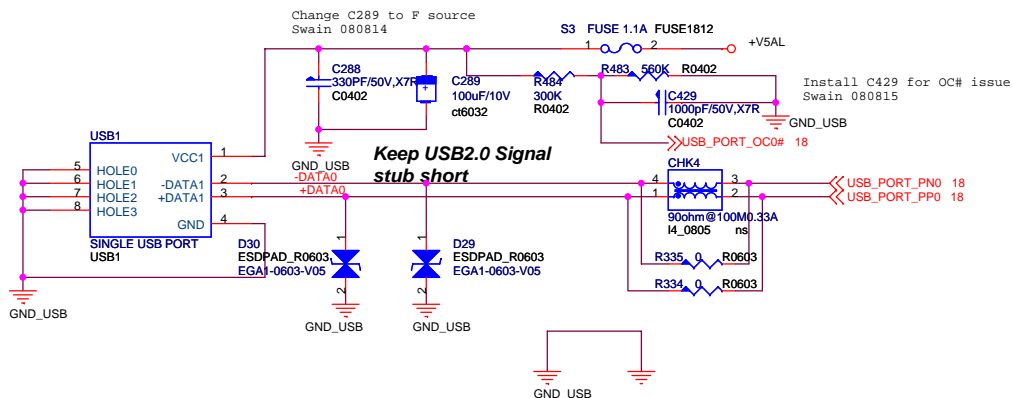 Change C289 to F source
Swain 080814
S3 FUSE 1.1A FUSE1812
1 2 +V5AL
C288
330PF/50V,X7R
C0402
C289
100uF/10V
ct6032
R484
300K
R0402
R483 560K R0402
C429
1000pF/50V,X7R
C0402
Install C429 for OC# issue
Swain 080815
GND_USB
USB_PORT_OC0# 18
GND_USB
Keep USB2.0 Signal
stub short
USB1
VCC1 1
5 HOLE0
6 HOLE1 -DATA1 2 -DATA0
7 HOLE2 +DATA1 3 +DATA0
8 HOLE3
GND 4
SINGLE USB PORT
USB1
CHK4
4 3 USB_PORT_PN0 18
1 2 USB_PORT_PP0 18
90ohm@100M0.33A
l4_0805 ns
D30
ESDPAD_R0603
EGA1-0603-V05
1
2
GND_USB
D29
ESDPAD_R0603
EGA1-0603-V05
1
2
GND_USB
R335 0 R0603
R334 0 R0603
GND_USB
GND_USB